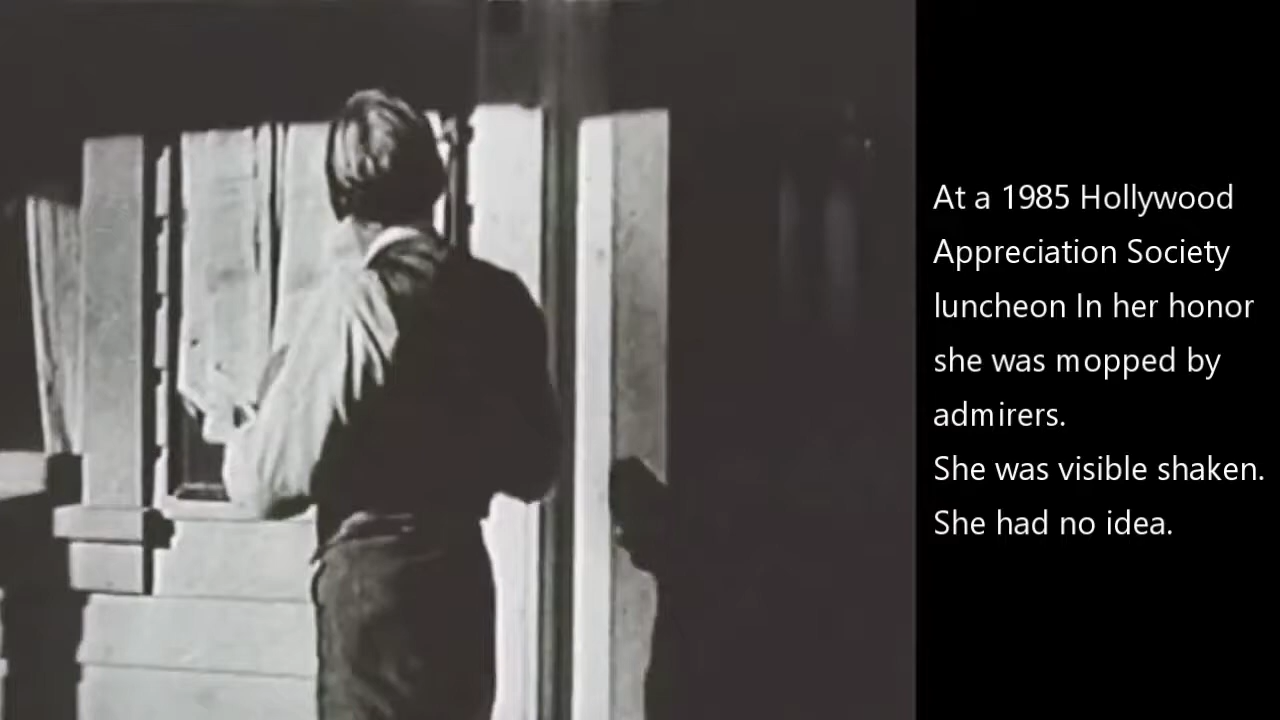 At a 1985 Hollywood
Appreciation Society
luncheon In her honor
she was mopped by
admirers.
She was visible shaken.
She had no idea.